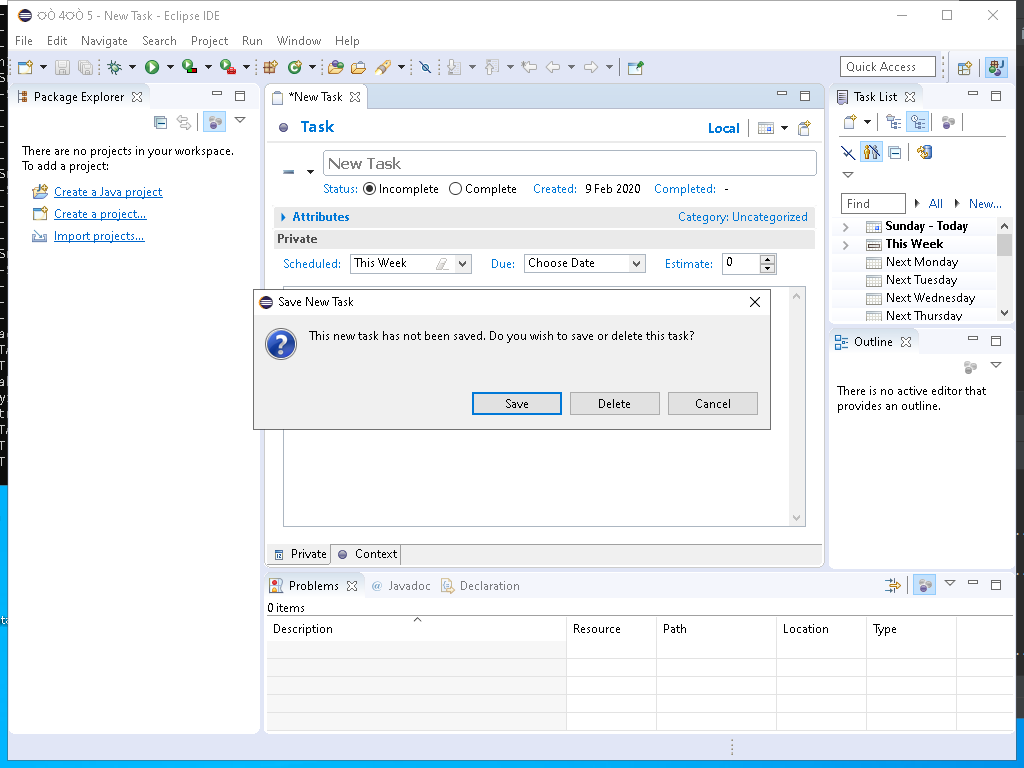 4Ò 5 - New Task - Eclipse IDE
File Edit Navigate Search Project Run Window Help
Quick Access
Package Explorer
There are no projects in your workspace.
To add a project:
Create a Java project
Create a project...
Import projects...
*New Task
Task
Local
New Task
Status: Incomplete Complete Created: 9 Feb 2020 Completed: -
Attributes Category: Uncategorized
Private
Scheduled: This Week Due: Choose Date Estimate: 0
Save New Task
This new task has not been saved. Do you wish to save or delete this task?
Save Delete Cancel
Private Context
Task List
Find All New...
Sunday - Today
This Week
Next Monday
Next Tuesday
Next Wednesday
Next Thursday
Outline
There is no active editor that
provides an outline.
Problems @ Javadoc Declaration
0 items
Description Resource Path Location Type